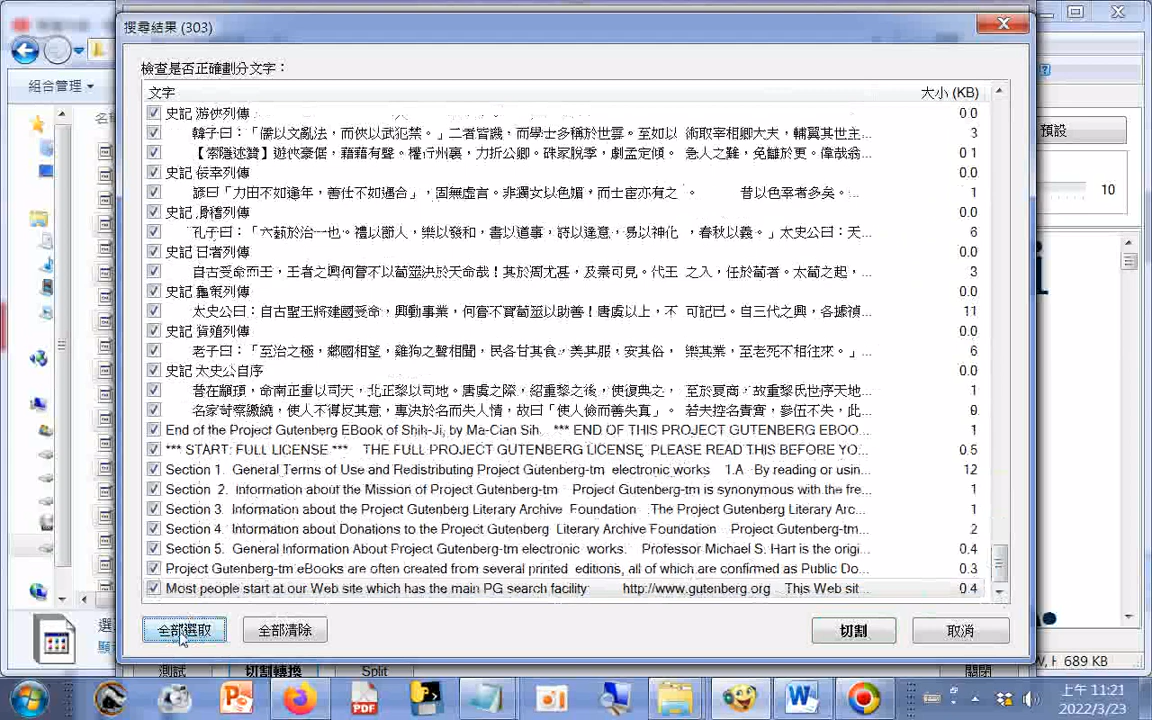 搜尋結果 (303)
檢查是否正確劃分文字：
文字 大小 (KB)
史記 游俠列傳 0.0
韓子曰：「儒以文亂法，而俠以武犯禁。」二者皆譏，而學士多稱於世雲。至如以 術取宰相卿大夫，輔翼其世主... 3
【索隱述贊】遊俠豪倨，藉藉有聲。權行州裏，力折公卿。硃家脫季，劇孟定傾。 急人之難，免讎於更。偉哉翁... 0.1
史記 佞幸列傳 0.0
諺曰「力田不如逢年，善仕不如遇合」，固無虛言。非獨女以色媚，而士宦亦有之 。 昔以色幸者多矣。... 1
史記 滑稽列傳 0.0
孔子曰：「六藝於治一也。禮以節人，樂以發和，書以道事，詩以達意，易以神化 ，春秋以義。」太史公曰：天... 6
史記 日者列傳 0.0
自古受命而王，王者之興何嘗不以蔔筮決於天命哉！其於周尤甚，及秦可見。代王 之入，任於蔔者。太蔔之起，... 3
史記 龜策列傳 0.0
太史公曰：自古聖王將建國受命，興動事業，何嘗不寶蔔筮以助善！唐虞以上，不 可記已。自三代之興，各據禎... 11
史記 貨殖列傳 0.0
老子曰：「至治之極，鄰國相望，雞狗之聲相聞，民各甘其食，美其服，安其俗， 樂其業，至老死不相往來。」... 6
史記 太史公自序 0.0
昔在顓頊，命南正重以司天，北正黎以司地。唐虞之際，紹重黎之後，使復典之， 至於夏商，故重黎氏世序天地... 1
名家苛察繳繞，使人不得反其意，專決於名而失人情，故曰「使人儉而善失真」。 若夫控名責實，參伍不失，此...
End of the Project Gutenberg EBook of Shih-Ji, by Ma-Cian Sih. *** END OF THIS PROJECT GUTENBERG EBOO... 1
*** START: FULL LICENSE *** THE FULL PROJECT GUTENBERG LICENSE PLEASE READ THIS BEFORE YO... 0.5
Section 1. General Terms of Use and Redistributing Project Gutenberg-tm electronic works 1.A. By reading or usin... 12
Section 2. Information about the Mission of Project Gutenberg-tm Project Gutenberg-tm is synonymous with the fre... 1
Section 3. Information about the Project Gutenberg Literary Archive Foundation The Project Gutenberg Literary Arc... 1
Section 4. Information about Donations to the Project Gutenberg Literary Archive Foundation Project Gutenberg-tm... 2
Section 5. General Information About Project Gutenberg-tm electronic works. Professor Michael S. Hart is the origi... 0.4
Project Gutenberg-tm eBooks are often created from several printed editions, all of which are confirmed as Public Do... 0.3
Most people start at our Web site which has the main PG search facility: http://www.gutenberg.org This Web sit... 0.4
全部選取 全部清除 切割 取消
組合管理
預設
10
測試 切割轉換 Split 關閉
689 KB
上午 11:21
2022/3/23